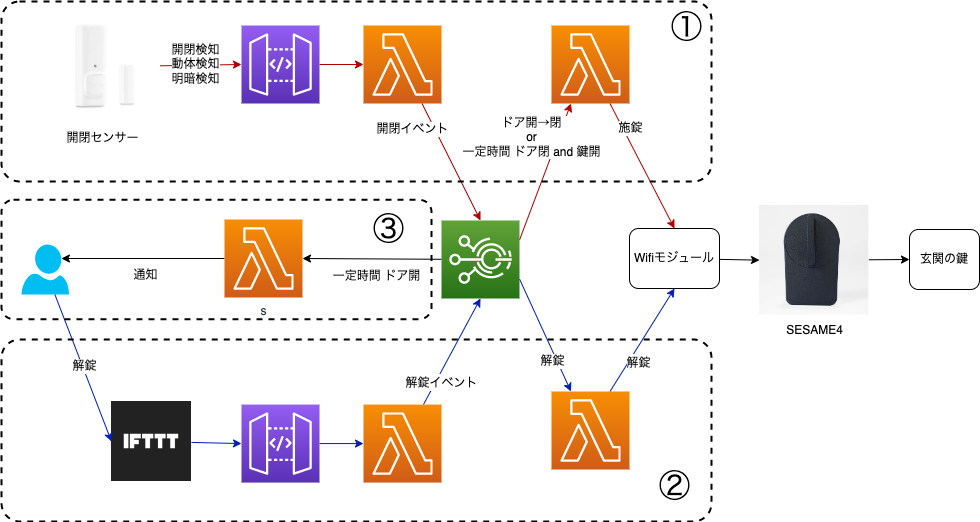 ①
開閉検知
動体検知
明暗検知
</>
開閉センサー
開閉イベント
ドア開→閉
or
一定時間 ドア閉 and 鍵開
施錠
③
通知
一定時間 ドア開
s
Wifiモジュール
SESAME4
玄関の鍵
解錠
IFTTT
</>
解錠イベント
解錠
解錠
②